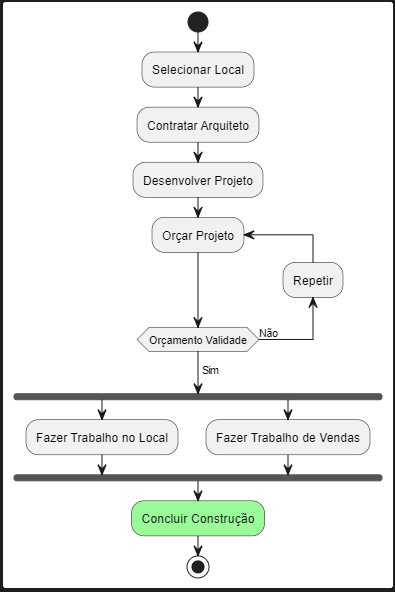 Selecionar Local
Contratar Arquiteto
Desenvolver Projeto
Orçar Projeto
Repetir
Orçamento Validade
Não
Sim
Fazer Trabalho no Local
Fazer Trabalho de Vendas
Concluir Construção